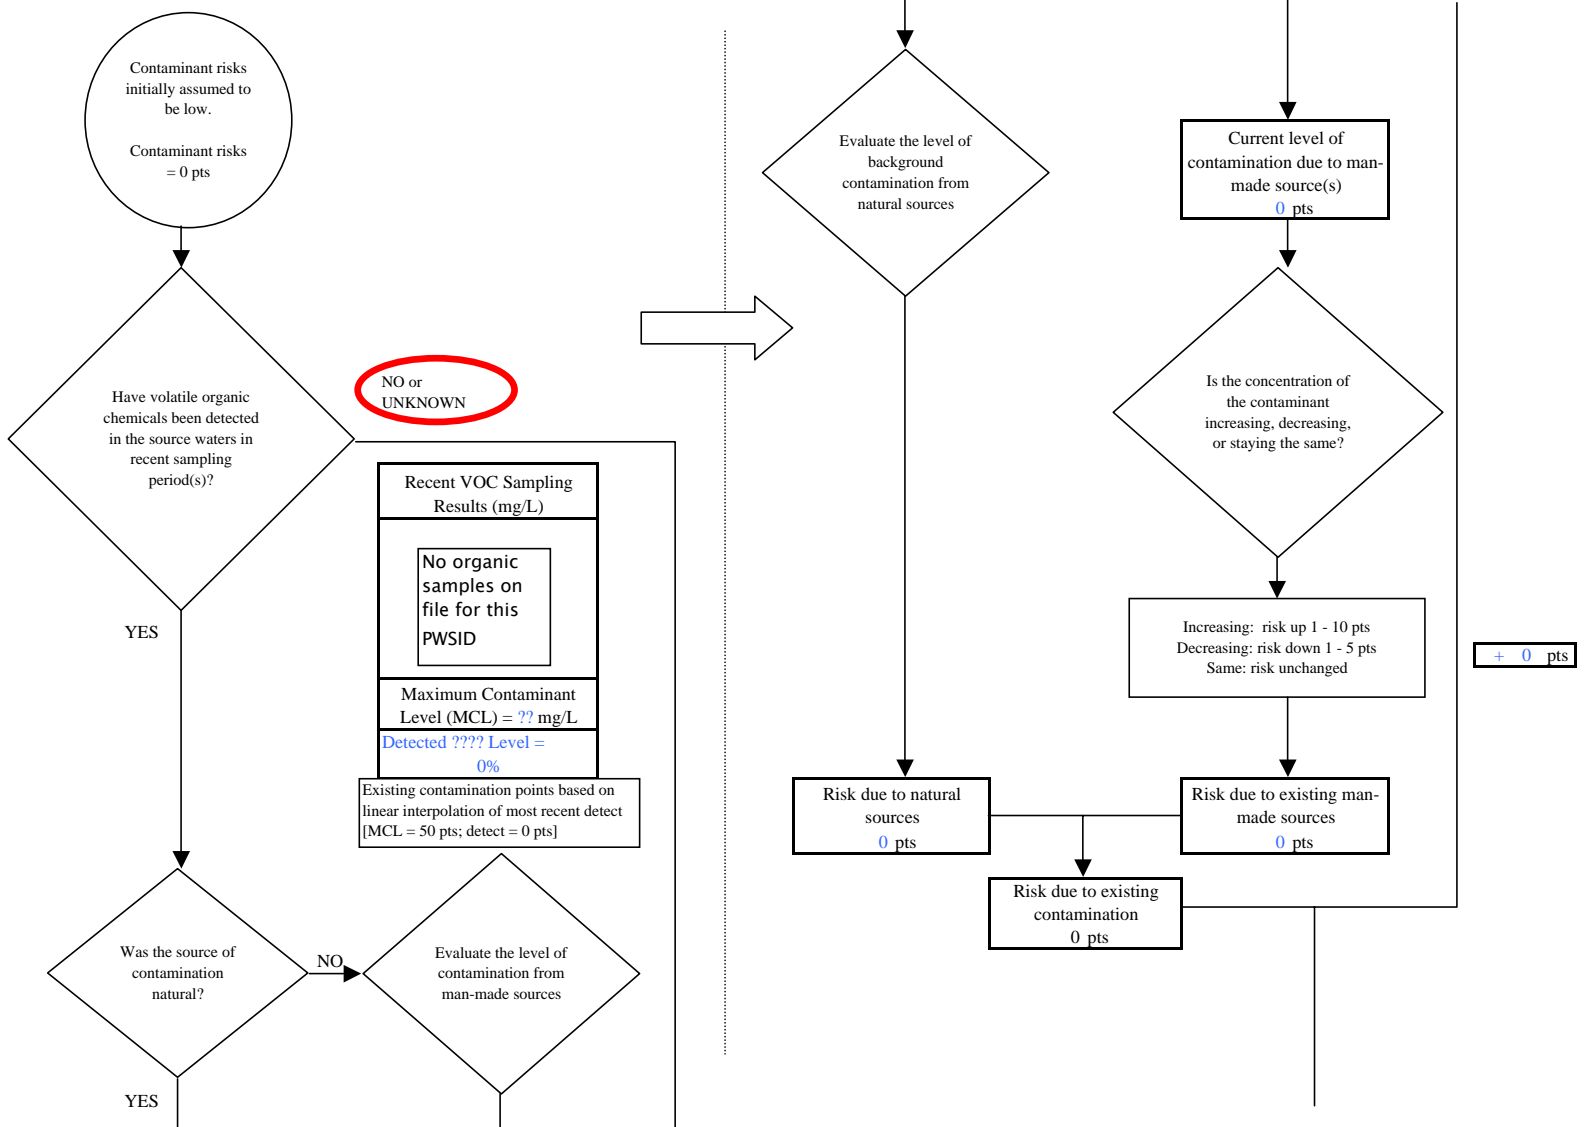 Contaminant risks
initially assumed to
be low.
Contaminant risks
= 0 pts
Have volatile organic
chemicals been detected
in the source waters in
recent sampling
period(s)?
NO or
UNKNOWN
YES
Recent VOC Sampling
Results (mg/L)
No organic
samples on
file for this
PWSID
Maximum Contaminant
Level (MCL) = ?? mg/L
Detected ???? Level =
0%
Existing contamination points based on
linear interpolation of most recent detect
[MCL = 50 pts; detect = 0 pts]
Was the source of
contamination
natural?
NO
Evaluate the level of
contamination from
man-made sources
YES
Evaluate the level of
background
contamination from
natural sources
Current level of
contamination due to man-
made source(s)
0 pts
Is the concentration of
the contaminant
increasing, decreasing,
or staying the same?
Increasing: risk up 1 - 10 pts
Decreasing: risk down 1 - 5 pts
Same: risk unchanged
+ 0 pts
Risk due to natural
sources
0 pts
Risk due to existing man-
made sources
0 pts
Risk due to existing
contamination
0 pts